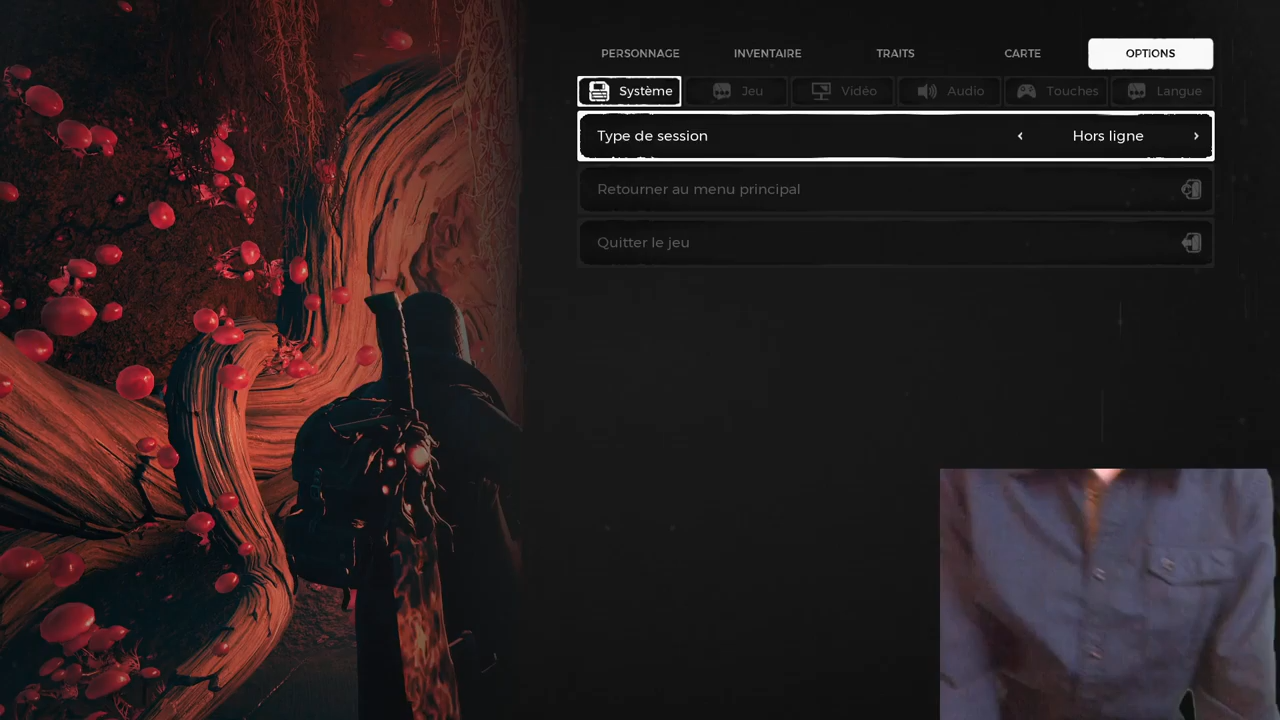 PERSONNAGE INVENTAIRE TRAITS CARTE OPTIONS
Système Jeu Vidéo Audio Touches Langue
Type de session Hors ligne
Retourner au menu principal
Quitter le jeu